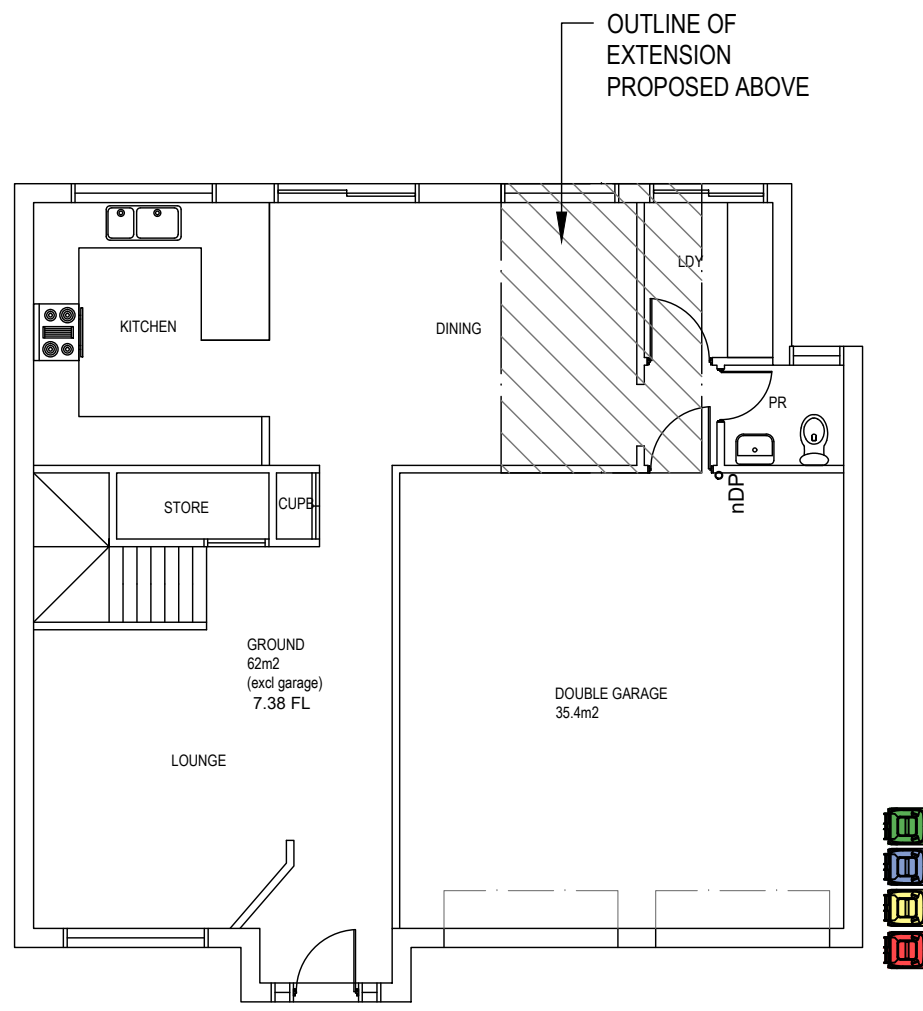 OUTLINE OF
EXTENSION
PROPOSED ABOVE
LDY
KITCHEN
DINING
PR
STORE
CUPB
nDP
GROUND
62m2
(excl garage)
7.38 FL
DOUBLE GARAGE
35.4m2
LOUNGE